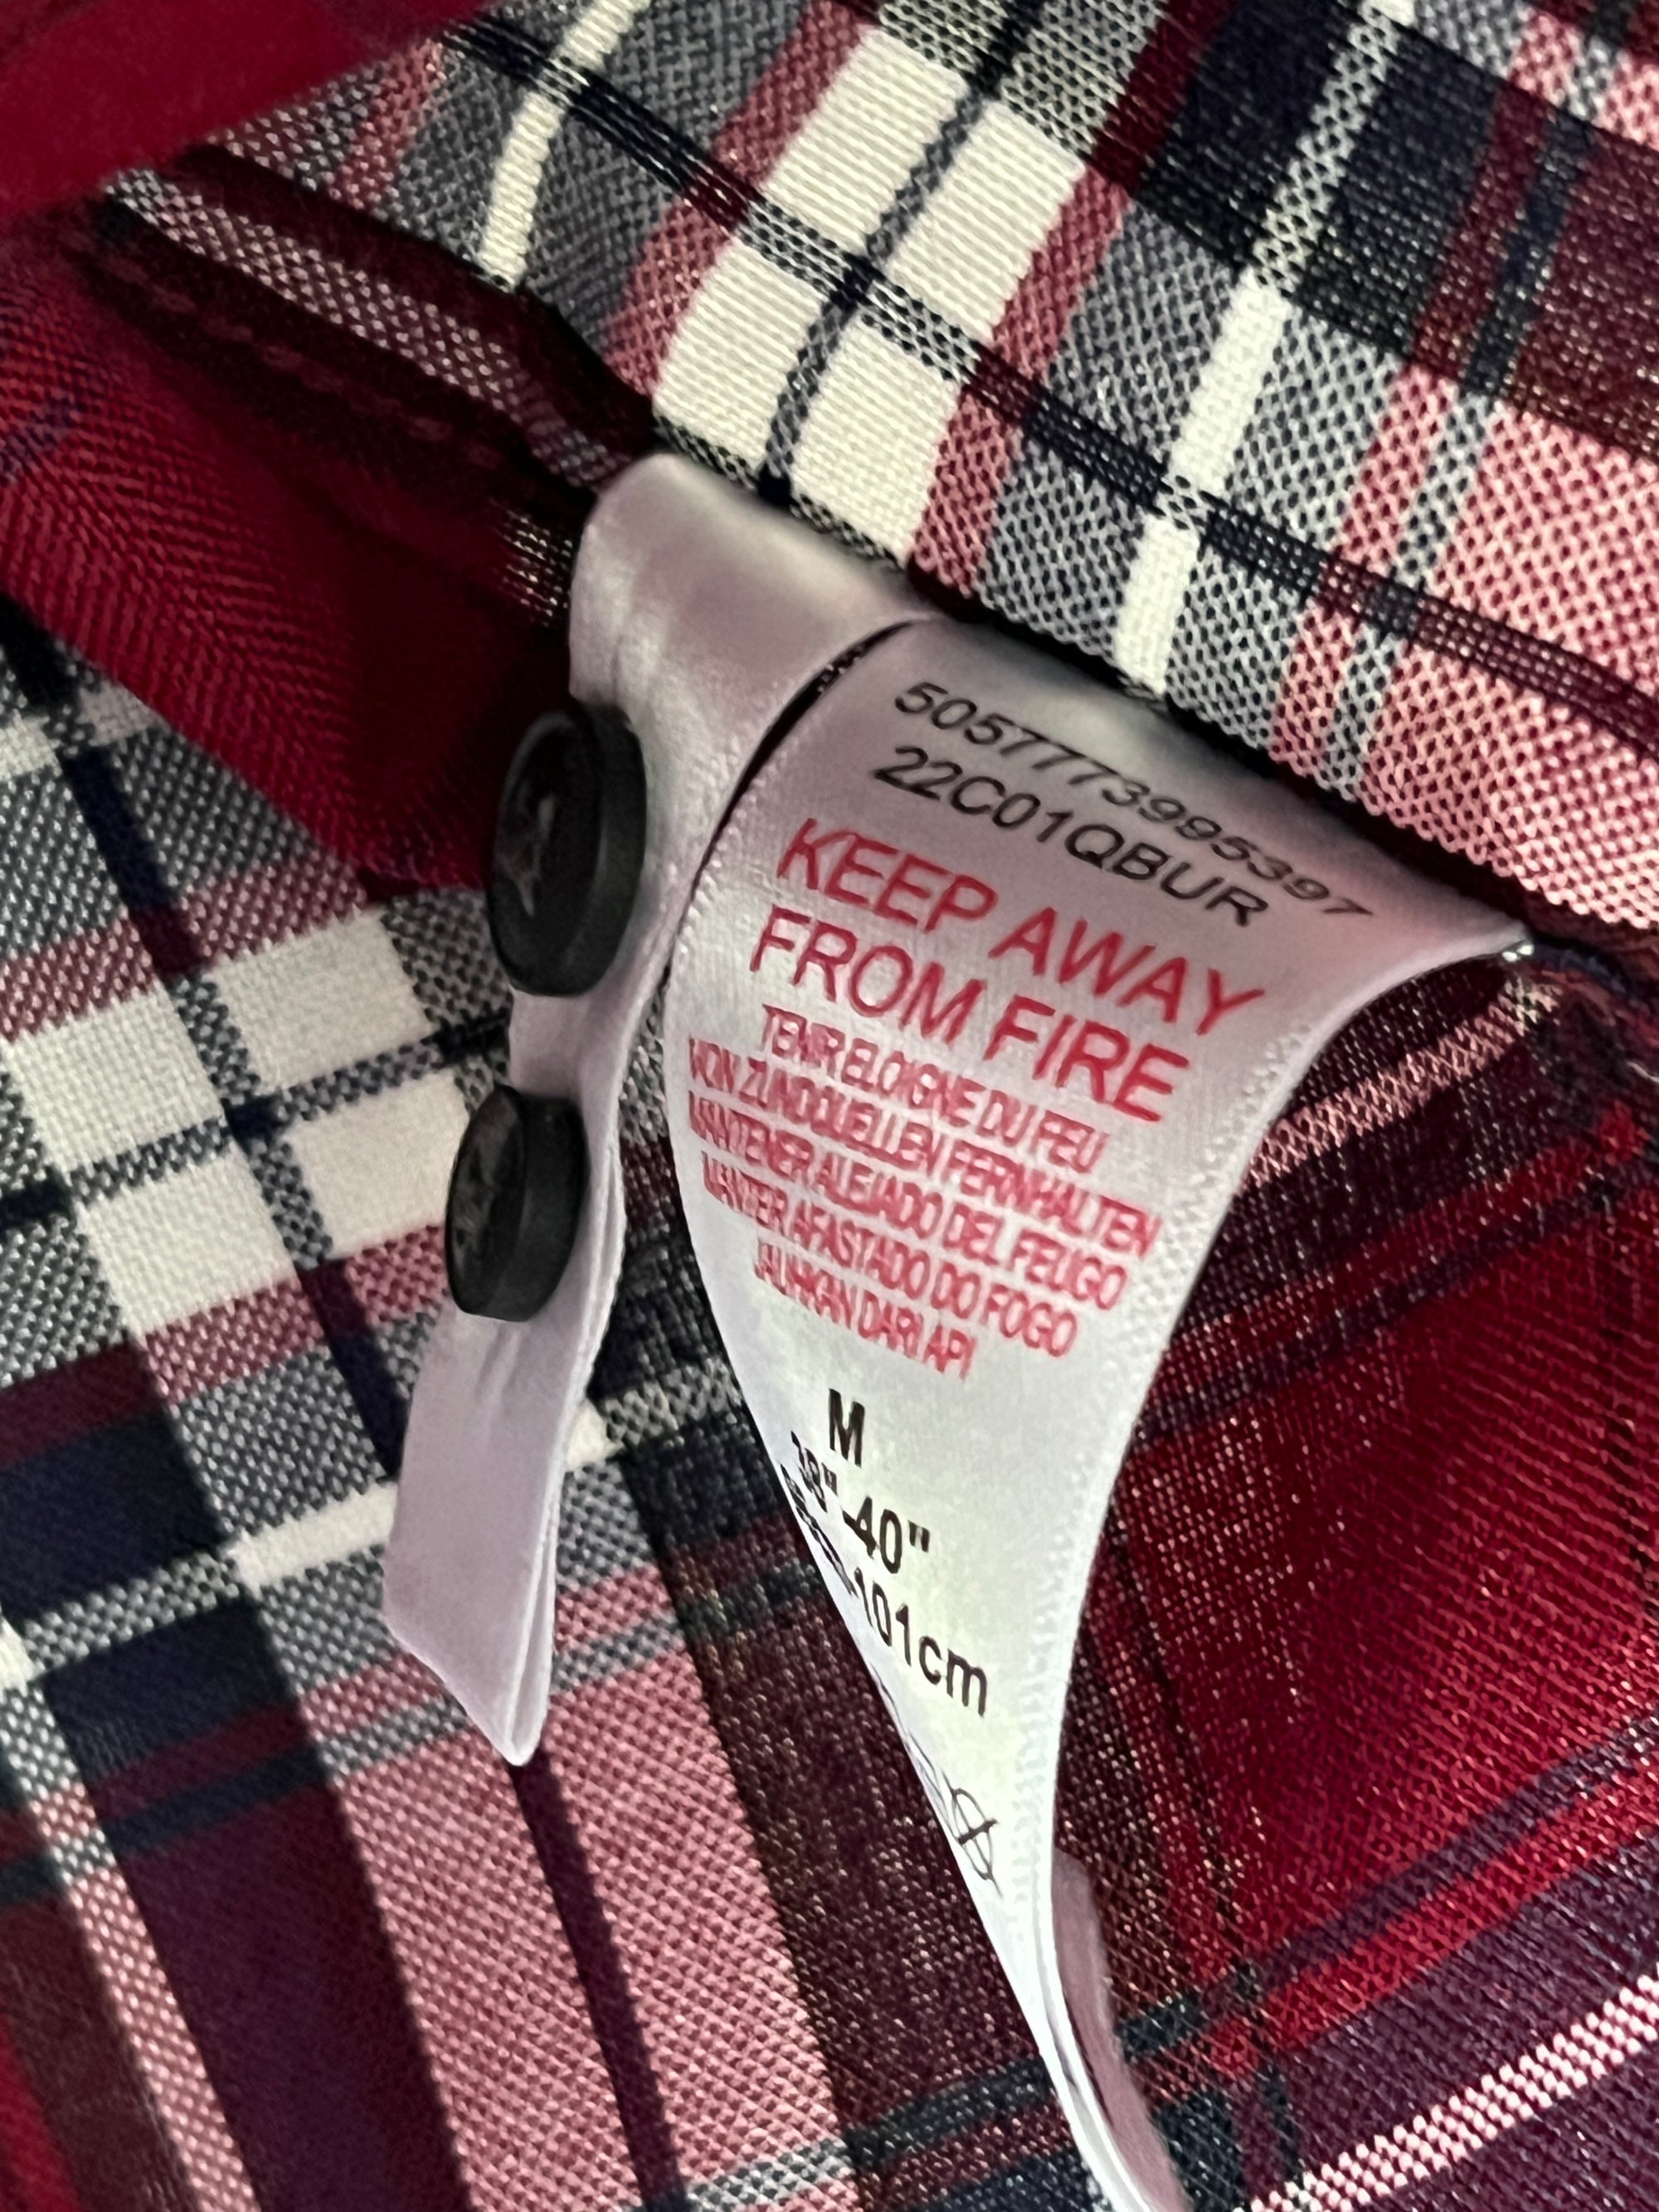 5057773995397
22C01QBUR
KEEP AWAY
FROM FIRE
TENIR ELOIGNE DU FEU
VON ZUNDQUELLEN FERNHALTEN
MANTENER ALEJADO DEL FEUGO
MANTER AFASTADO DO FOGO
JAUHKAN DARI API
M
40"
101cm